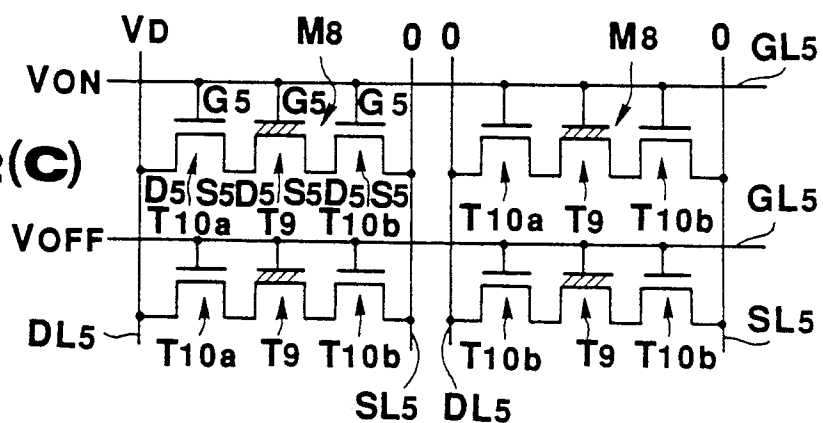 VD M8 0 0 M8 0 GL5
VON
G5 G5 G5
(C)
D5 S5 D5 S5 D5 S5
T10a T9 T10b T10a T9 T10b GL5
VOFF
DL5 T10a T9 T10b T10b T9 T10b SL5
SL5 DL5